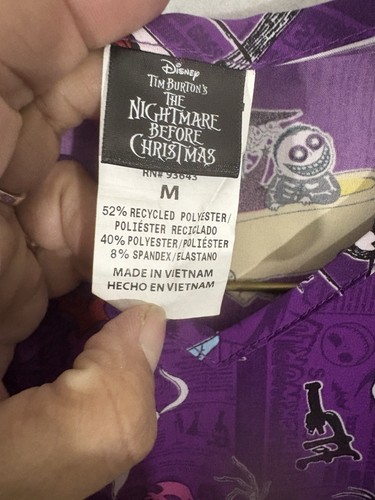 Disney
TIM BURTON'S
THE
NIGHTMARE
BEFORE
CHRISTMAS
RN# 93643
M
52% RECYCLED POLYESTER/
POLIÉSTER RECICLADO
40% POLYESTER/POLIÉSTER
8% SPANDEX/ELASTANO
MADE IN VIETNAM
HECHO EN VIETNAM